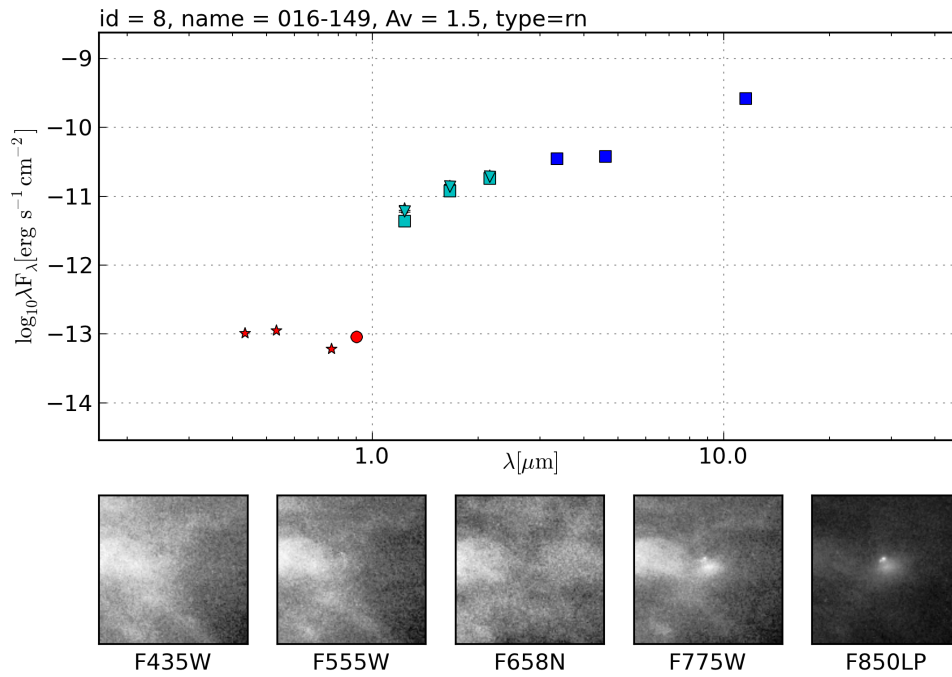 id = 8, name = 016-149, Av = 1.5, type=rn
−9
−10
−11
−12
−13
−14
log₁₀λF_λ[erg s⁻¹ cm⁻²]
1.0
10.0
λ[μm]
F435W
F555W
F658N
F775W
F850LP